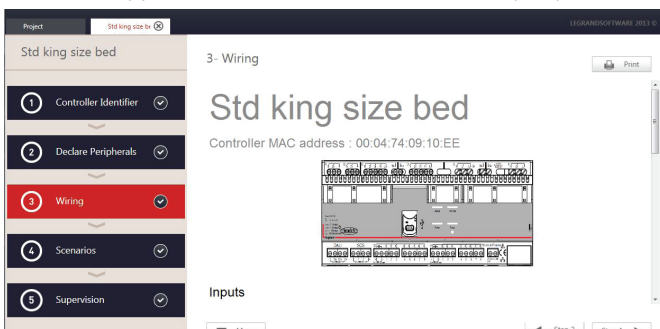 Project
Std king size be
LEGRANDSOFTWARE 2013 ©
Std king size bed
3- Wiring
Print
Std king size bed
Controller MAC address : 00:04:74:09:10:EE
1 Controller Identifier
2 Declare Peripherals
3 Wiring
4 Scenarios
5 Supervision
Inputs